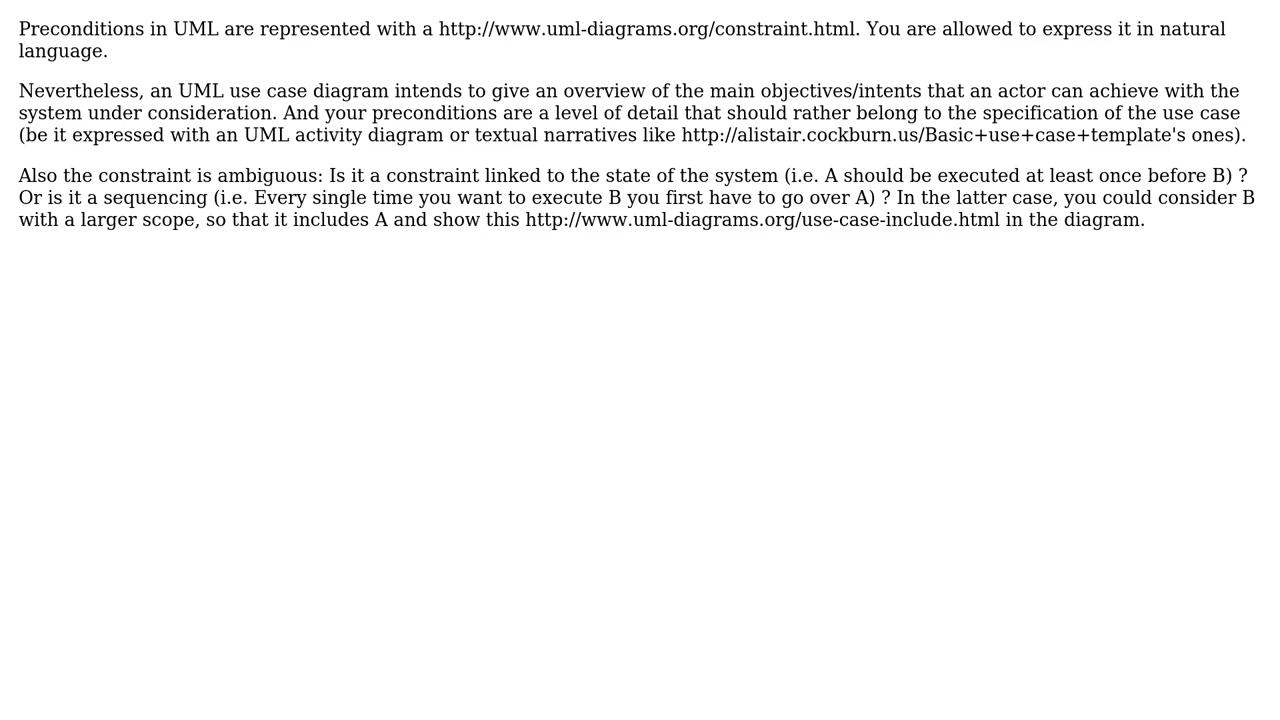 Preconditions in UML are represented with a http://www.uml-diagrams.org/constraint.html. You are allowed to express it in natural
language.
Nevertheless, an UML use case diagram intends to give an overview of the main objectives/intents that an actor can achieve with the
system under consideration. And your preconditions are a level of detail that should rather belong to the specification of the use case
(be it expressed with an UML activity diagram or textual narratives like http://alistair.cockburn.us/Basic+use+case+template's ones).
Also the constraint is ambiguous: Is it a constraint linked to the state of the system (i.e. A should be executed at least once before B) ?
Or is it a sequencing (i.e. Every single time you want to execute B you first have to go over A) ? In the latter case, you could consider B
with a larger scope, so that it includes A and show this http://www.uml-diagrams.org/use-case-include.html in the diagram.